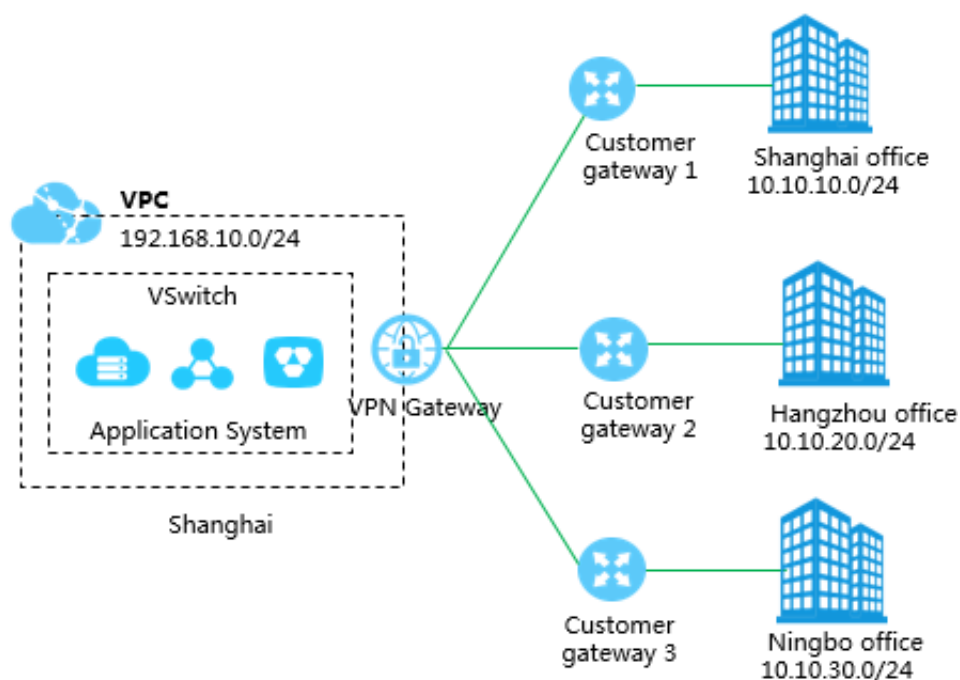 VPC
192.168.10.0/24
VSwitch
Application System
Shanghai
VPN Gateway
Customer
gateway 1
Shanghai office
10.10.10.0/24
Customer
gateway 2
Hangzhou office
10.10.20.0/24
Customer
gateway 3
Ningbo office
10.10.30.0/24